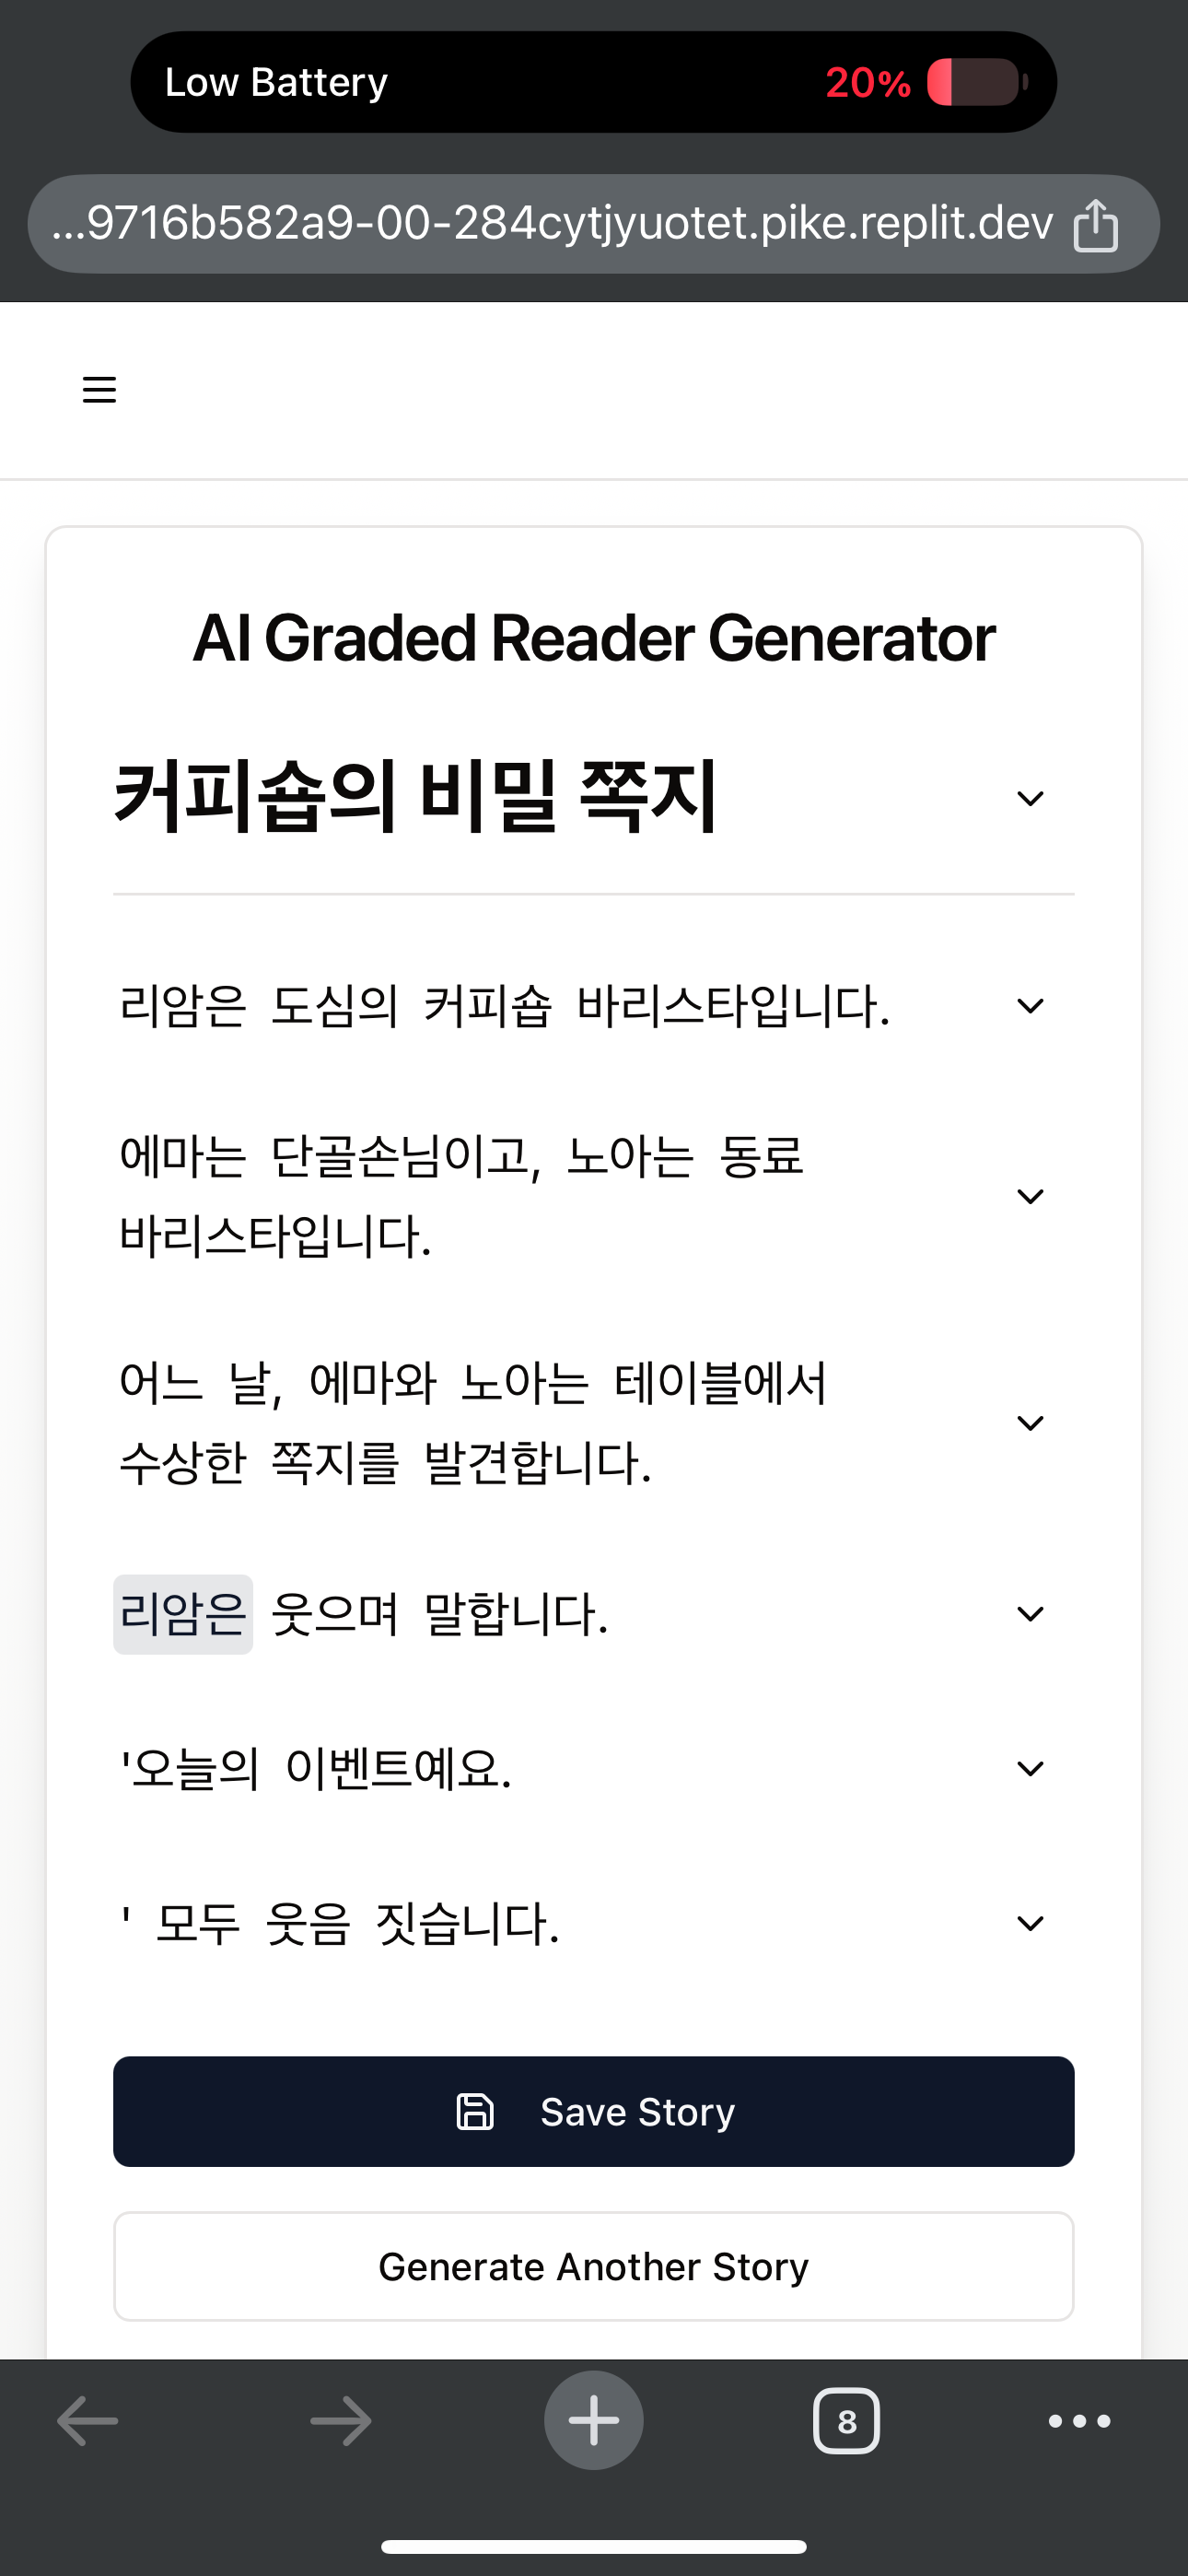 Low Battery 20%
...9716b582a9-00-284cytjyuotet.pike.replit.dev
AI Graded Reader Generator
커피숍의 비밀 쪽지
리암은 도심의 커피숍 바리스타입니다.
에마는 단골손님이고, 노아는 동료
바리스타입니다.
어느 날, 에마와 노아는 테이블에서
수상한 쪽지를 발견합니다.
리암은 웃으며 말합니다.
'오늘의 이벤트예요.
' 모두 웃음 짓습니다.
Save Story
Generate Another Story
8